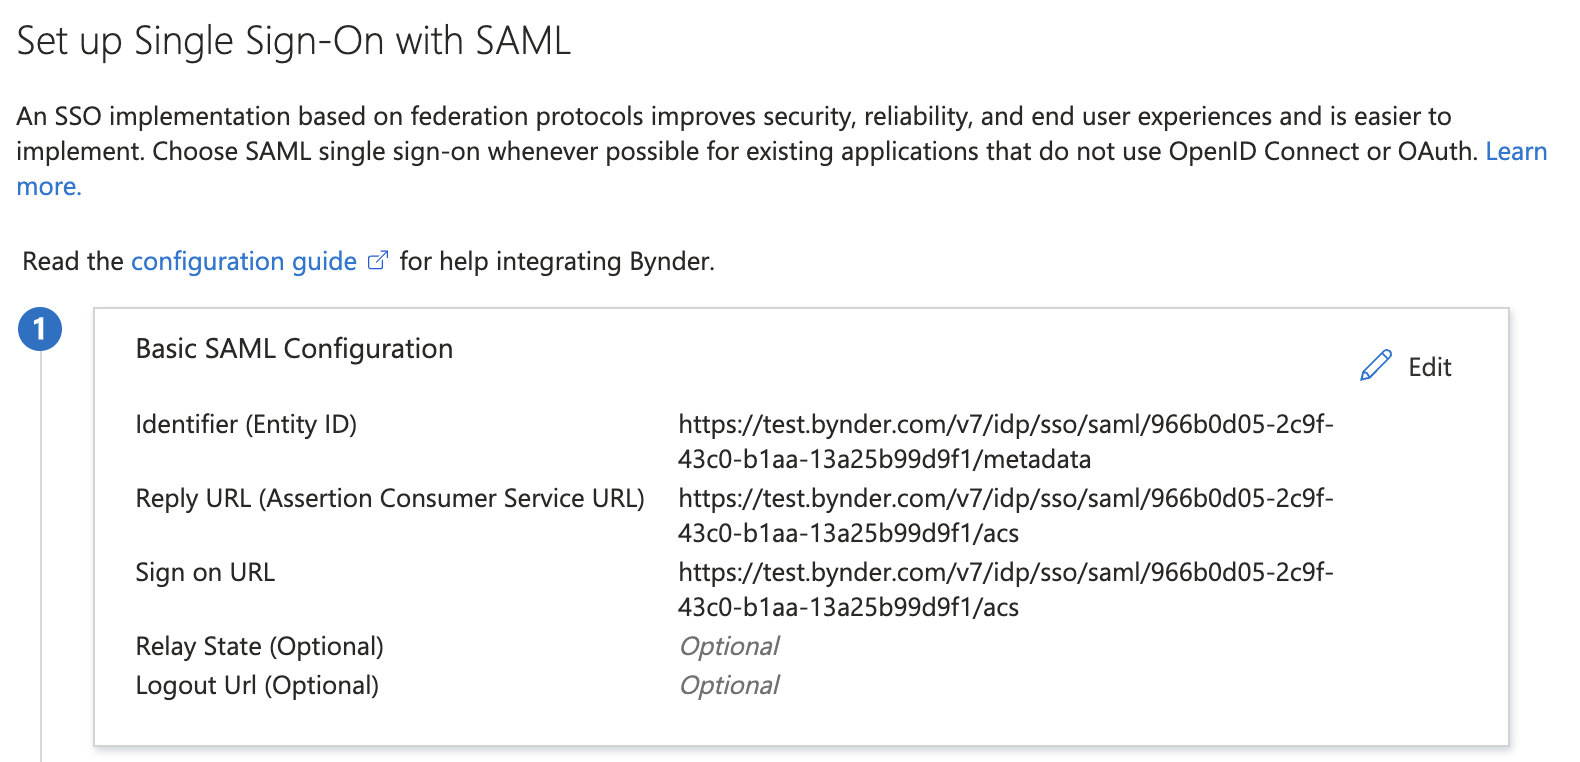 Set up Single Sign-On with SAML
An SSO implementation based on federation protocols improves security, reliability, and end user experiences and is easier to
implement. Choose SAML single sign-on whenever possible for existing applications that do not use OpenID Connect or OAuth. Learn
more.
Read the configuration guide for help integrating Bynder.
1
Basic SAML Configuration
Edit
Identifier (Entity ID) https://test.bynder.com/v7/idp/sso/saml/966b0d05-2c9f-
43c0-b1aa-13a25b99d9f1/metadata
Reply URL (Assertion Consumer Service URL) https://test.bynder.com/v7/idp/sso/saml/966b0d05-2c9f-
43c0-b1aa-13a25b99d9f1/acs
Sign on URL https://test.bynder.com/v7/idp/sso/saml/966b0d05-2c9f-
43c0-b1aa-13a25b99d9f1/acs
Relay State (Optional) Optional
Logout Url (Optional) Optional